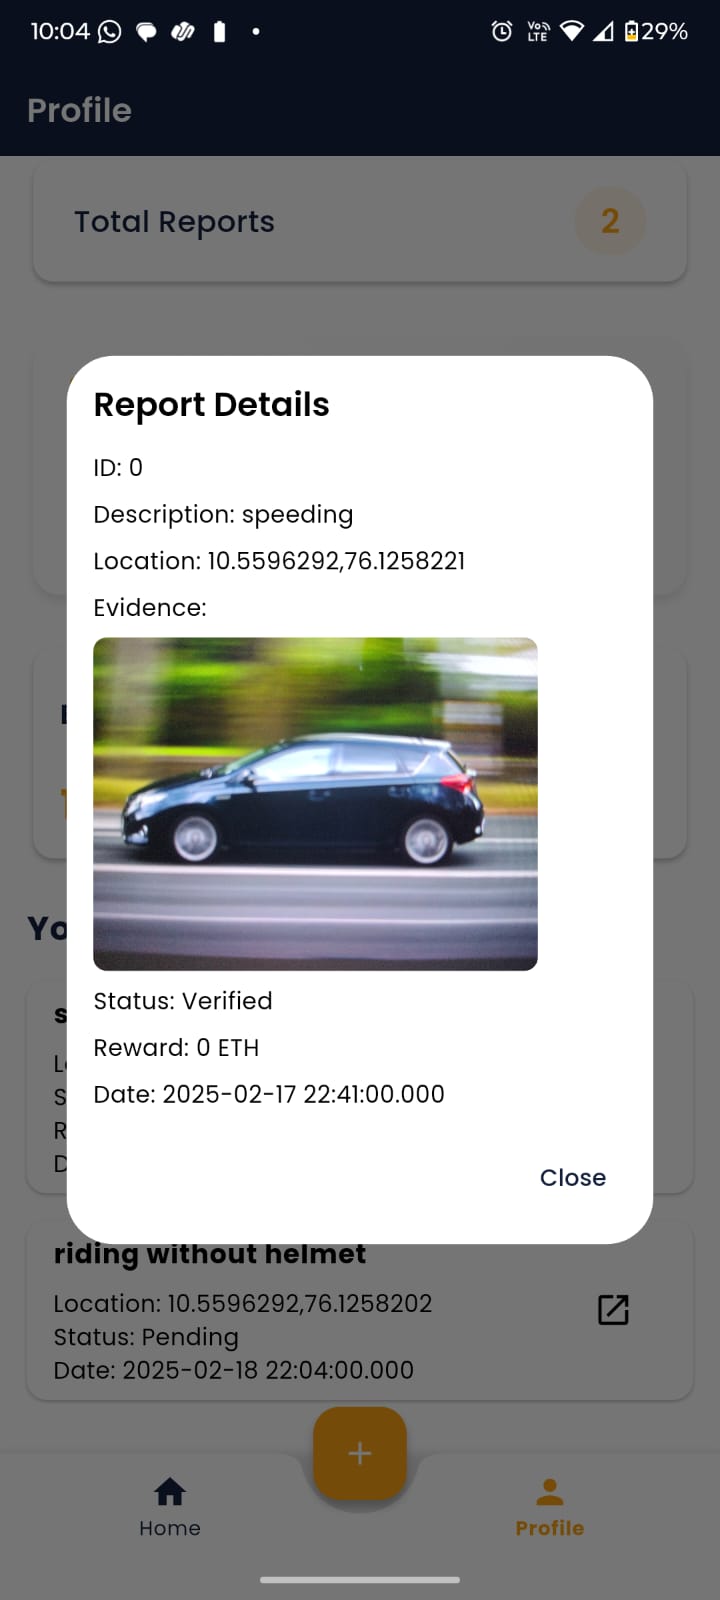 10:04
Vo)) LTE
29%
Profile
Total Reports
2
Report Details
ID: 0
Description: speeding
Location: 10.5596292,76.1258221
Evidence:
Status: Verified
Reward: 0 ETH
Date: 2025-02-17 22:41:00.000
Close
Yo
s
L
S
R
D
riding without helmet
Location: 10.5596292,76.1258202
Status: Pending
Date: 2025-02-18 22:04:00.000
Home
Profile